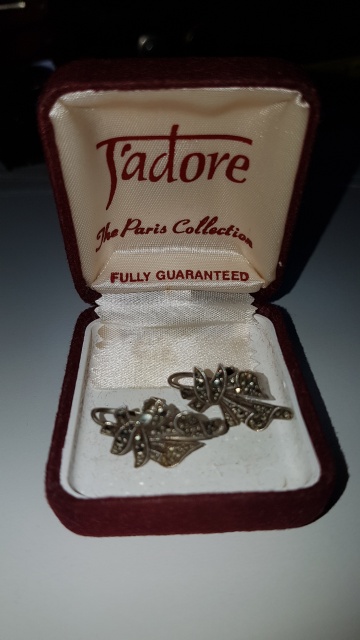 J'adore
The Paris Collection
FULLY GUARANTEED